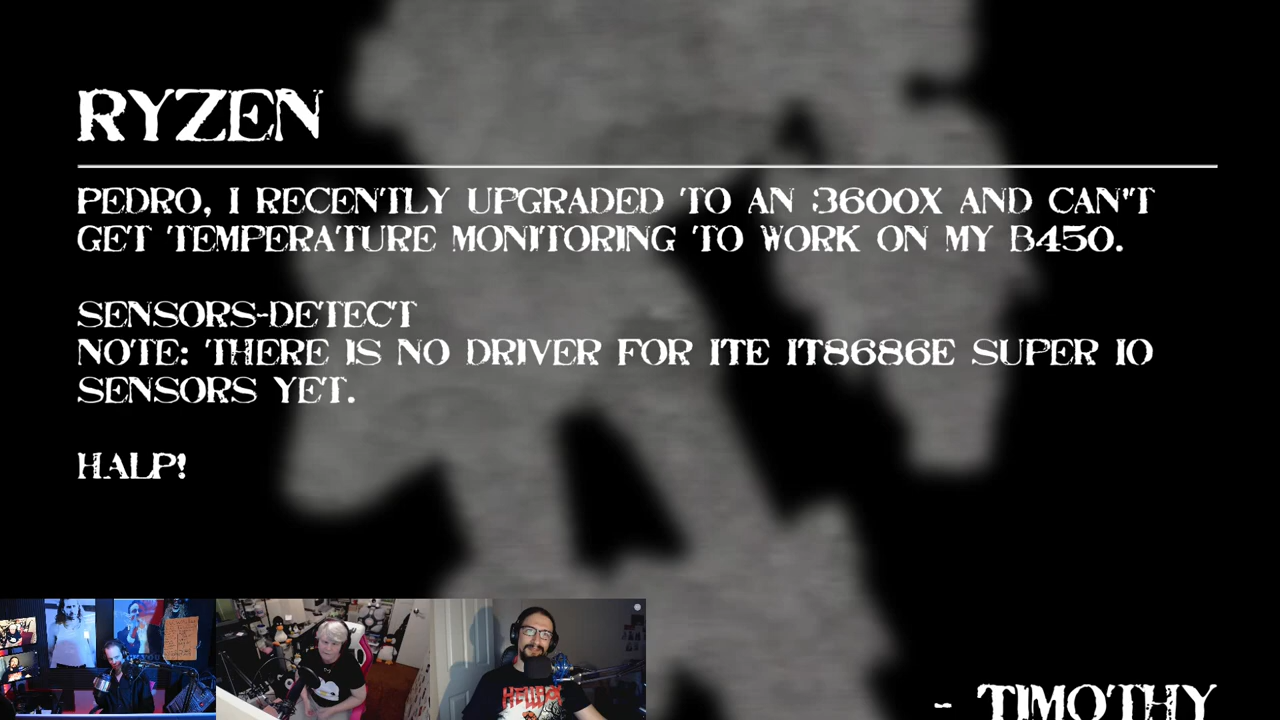 RYZEN
PEDRO, I RECENTLY UPGRADED TO AN 3600X AND CAN'T
GET TEMPERATURE MONITORING TO WORK ON MY B450.
SENSORS-DETECT
NOTE: THERE IS NO DRIVER FOR ITE IT8686E SUPER IO
SENSORS YET.
HALP!
HELLBOY
- TIMOTHY